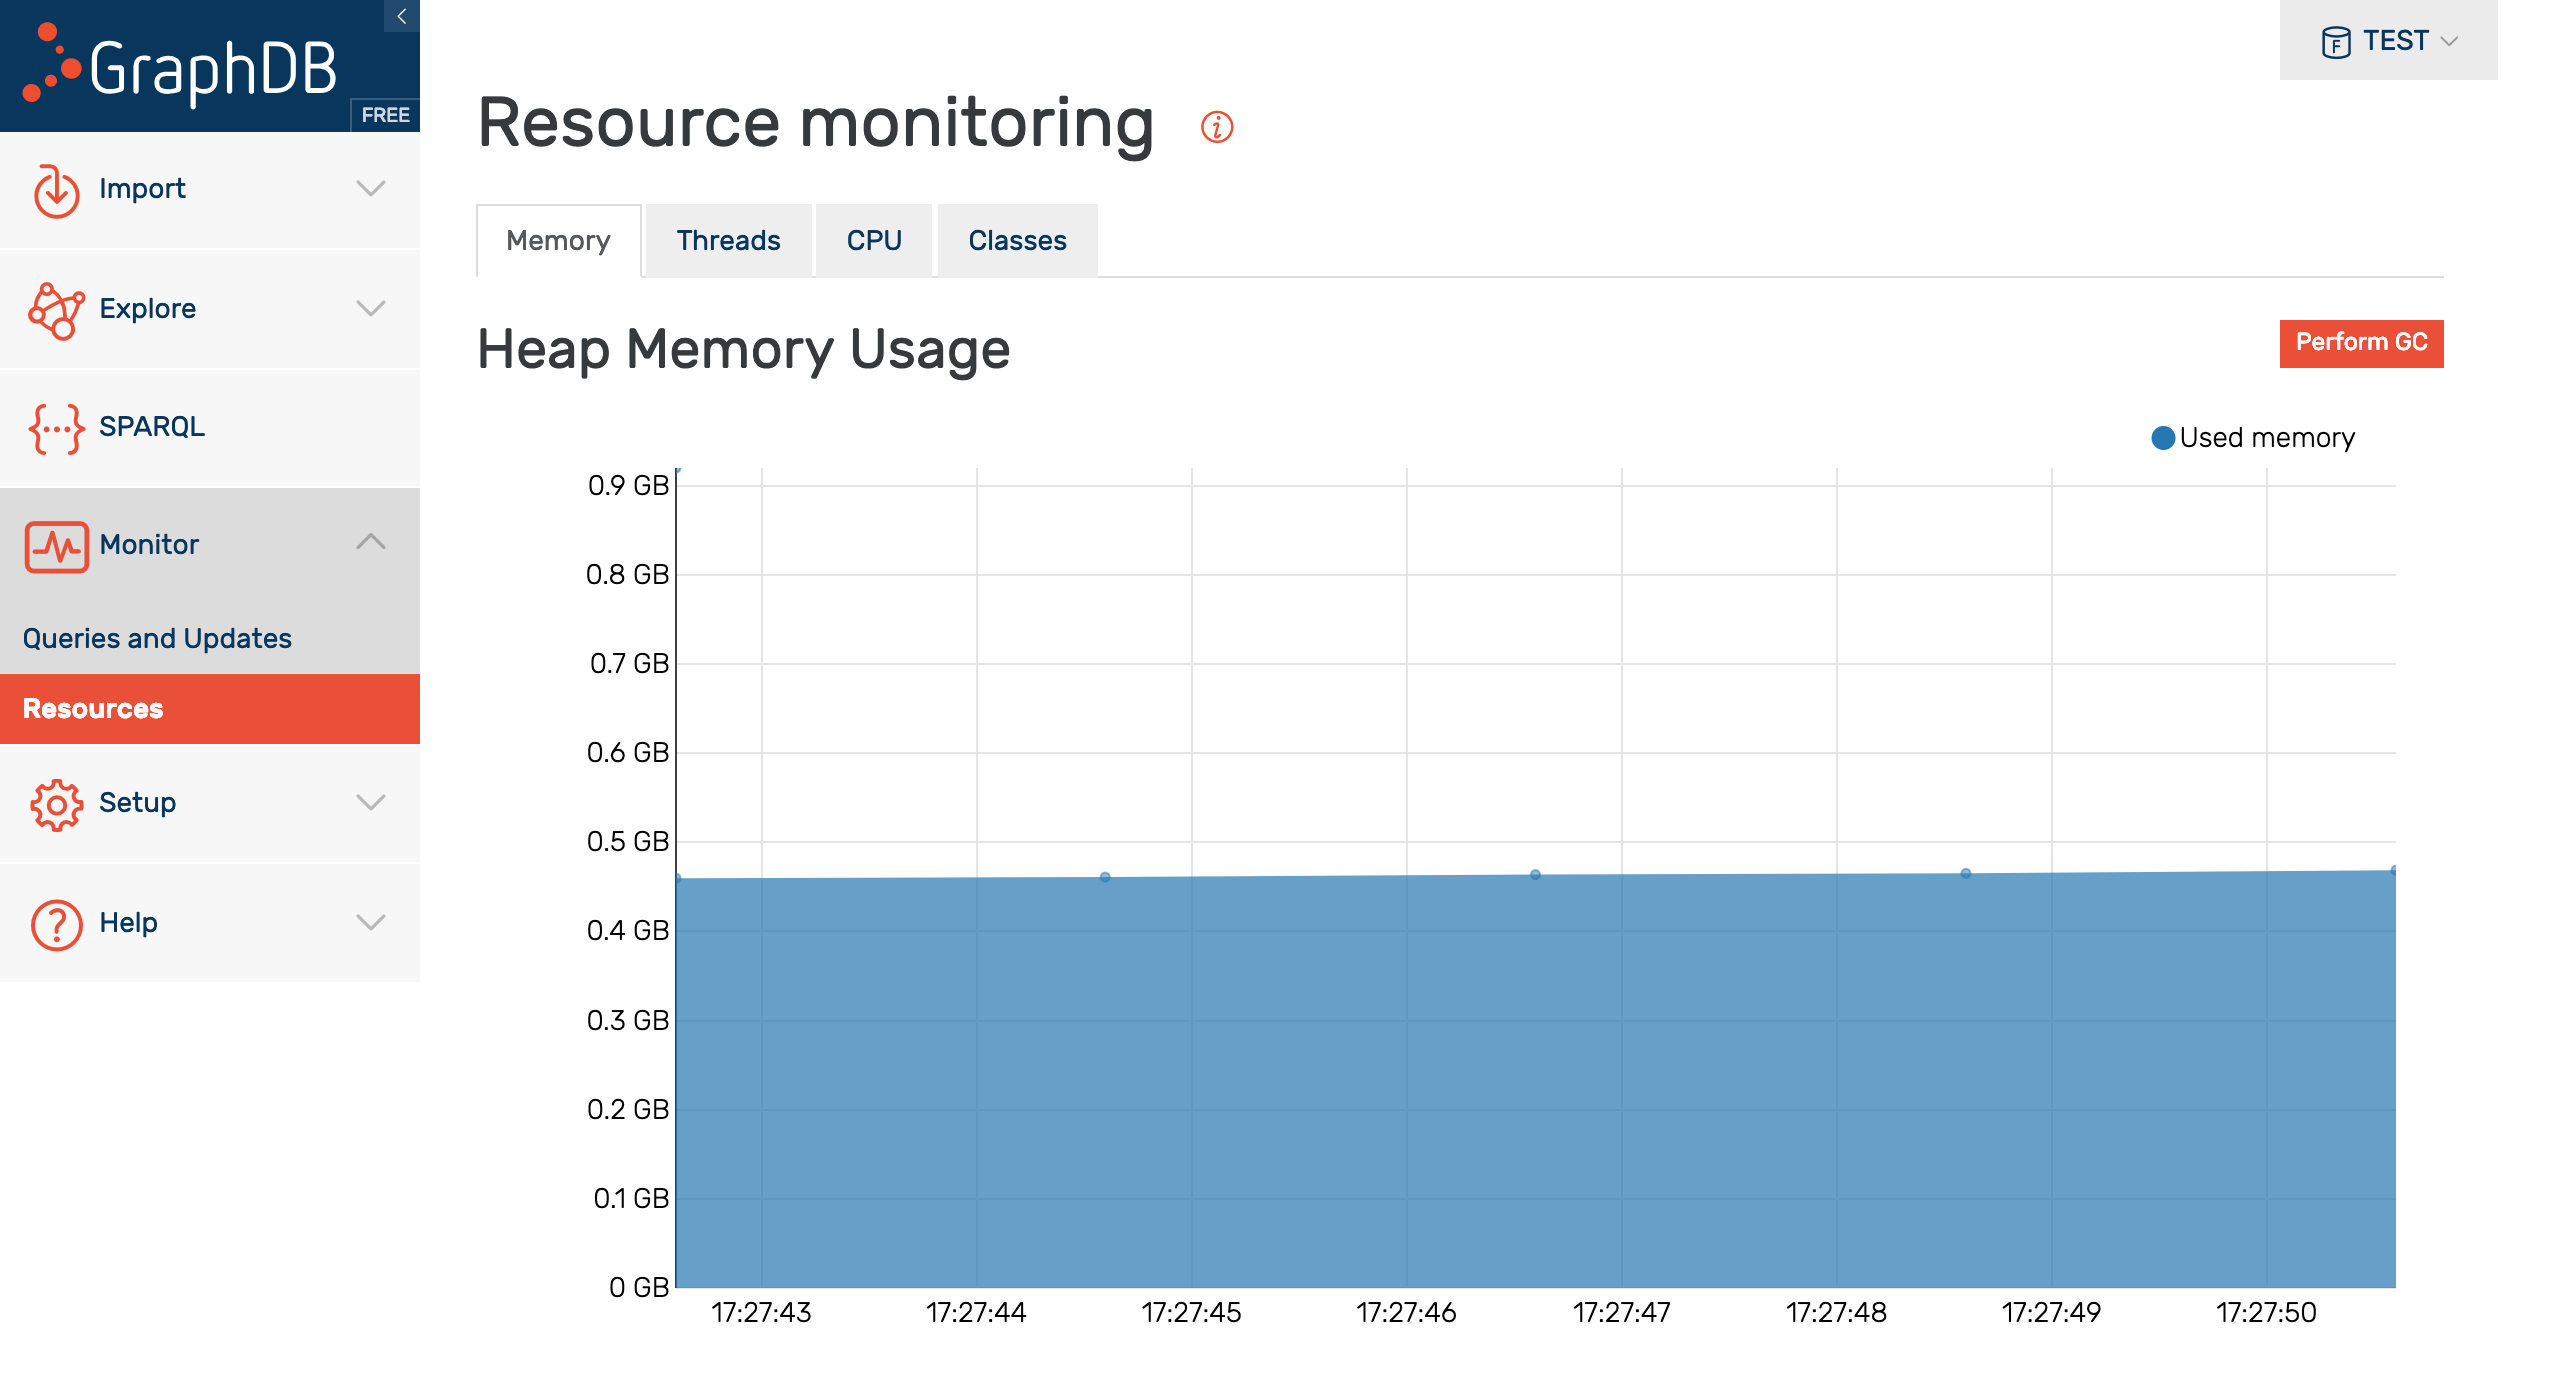 GraphDB
FREE
Import
Explore
SPARQL
Monitor
Queries and Updates
Resources
Setup
Help
TEST
Resource monitoring
Memory
Threads
CPU
Classes
Heap Memory Usage
Perform GC
Used memory
0.9 GB
0.8 GB
0.7 GB
0.6 GB
0.5 GB
0.4 GB
0.3 GB
0.2 GB
0.1 GB
0 GB
17:27:43
17:27:44
17:27:45
17:27:46
17:27:47
17:27:48
17:27:49
17:27:50